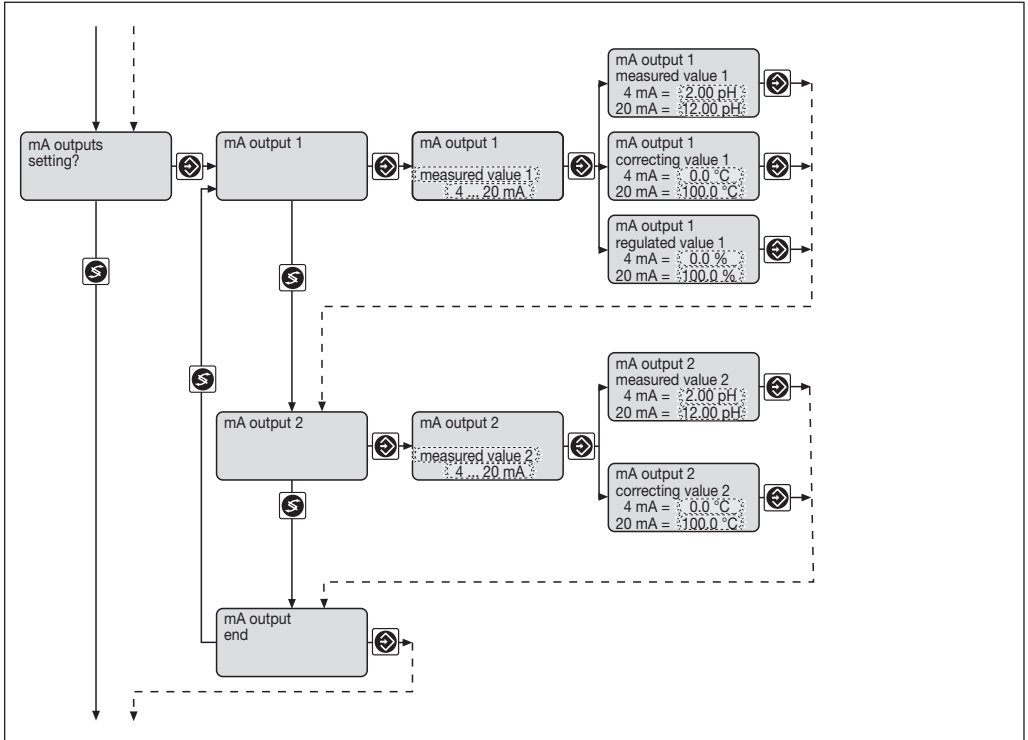 mA outputs
setting?
mA output 1
mA output 1
measured value 1
4 ... 20 mA
mA output 1
measured value 1
4 mA = 2.00 pH
20 mA = 12.00 pH
mA output 1
correcting value 1
4 mA = 0.0 °C
20 mA = 100.0 °C
mA output 1
regulated value 1
4 mA = 0.0 %
20 mA = 100.0 %
mA output 2
mA output 2
measured value 2
4 ... 20 mA
mA output 2
measured value 2
4 mA = 2.00 pH
20 mA = 12.00 pH
mA output 2
correcting value 2
4 mA = 0.0 °C
20 mA = 100.0 °C
mA output
end